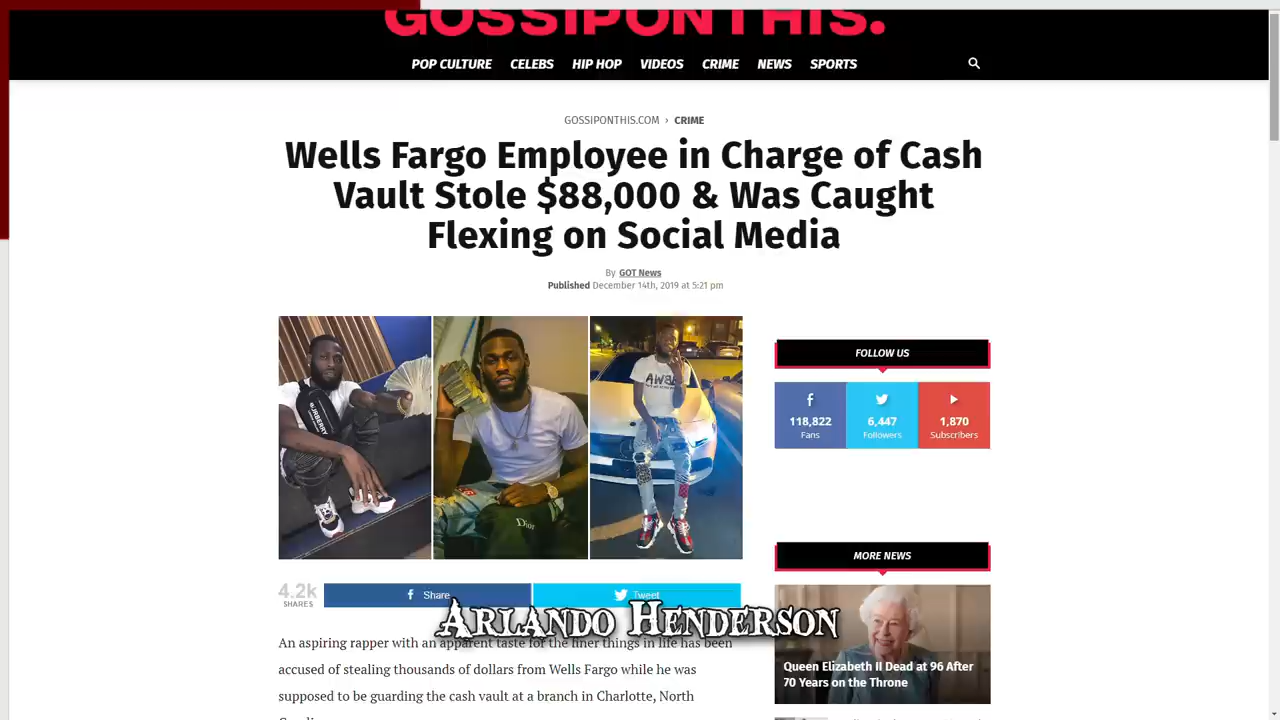 GOSSIPONTHIS.
POP CULTURE CELEBS HIP HOP VIDEOS CRIME NEWS SPORTS
GOSSIPONTHIS.COM › CRIME
Wells Fargo Employee in Charge of Cash
Vault Stole $88,000 & Was Caught
Flexing on Social Media
By GOT News
Published December 14th, 2019 at 5:21 pm
BURBERRY
Dior
FOLLOW US
118,822
Fans
6,447
Followers
1,870
Subscribers
4.2k
SHARES
Share
Tweet
Arlando Henderson
An aspiring rapper with an apparent taste for the finer things in life has been
accused of stealing thousands of dollars from Wells Fargo while he was
supposed to be guarding the cash vault at a branch in Charlotte, North
MORE NEWS
Queen Elizabeth II Dead at 96 After
70 Years on the Throne